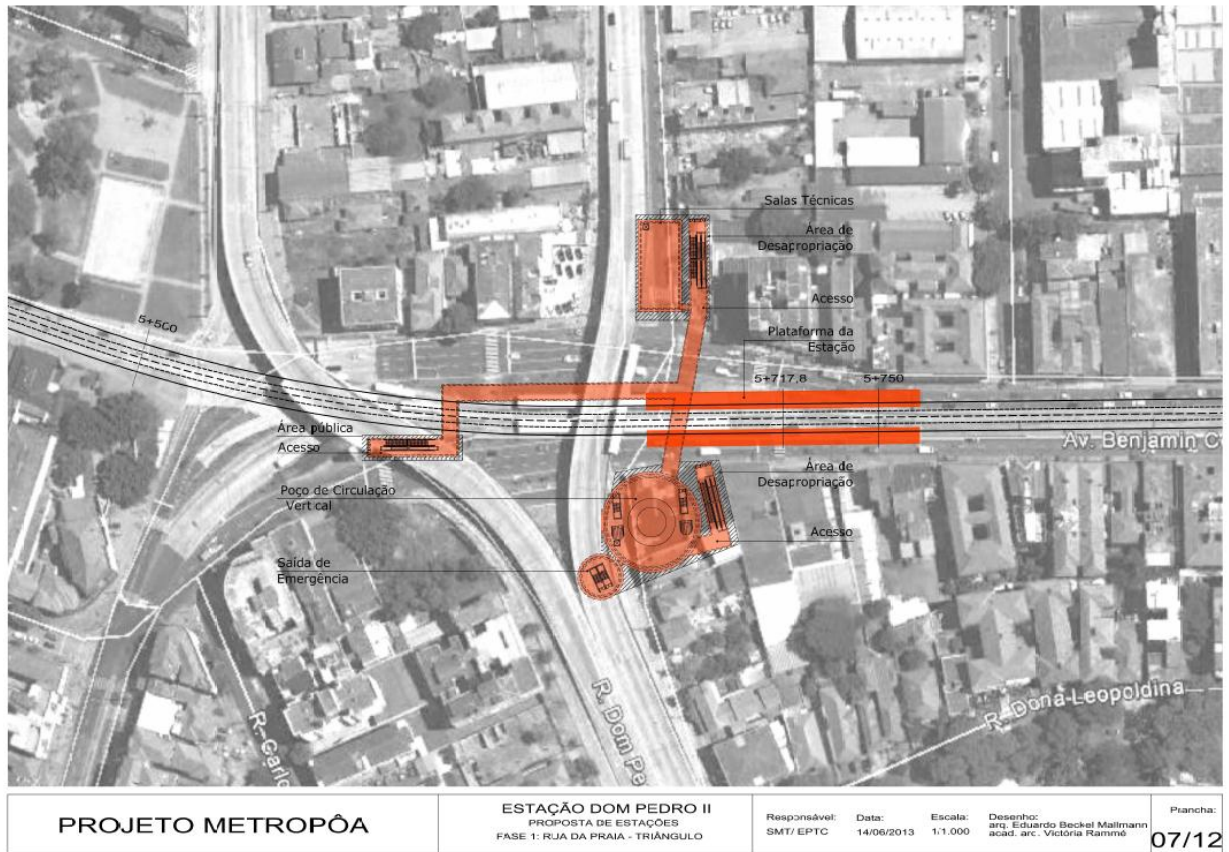 Salas Técnicas
Área de
Desapropriação
Acesso
Plataforma da
Estação
5+500
5+717,8
5+750
Área pública
Acesso
Av. Benjamin C
Área de
Desapropriação
Poço de Circulação
Vertical
Acesso
Saída de
Emergência
R. Dona Leopoldina
R. Carlo
R. Dom Pe
PROJETO METROPÔA
ESTAÇÃO DOM PEDRO II
PROPOSTA DE ESTAÇÕES
FASE 1: RUA DA PRAIA - TRIÂNGULO
Responsável:
SMT/ EPTC
Data:
14/06/2013
Escala:
1/1.000
Desenho:
arq. Eduardo Beckel Mallmann
acad. arc. Victória Rammé
Plancha:
07/12